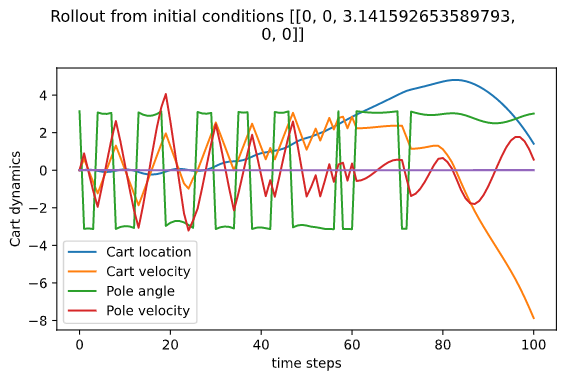 Rollout from initial conditions [[0, 0, 3.141592653589793,
0, 0]]
Cart dynamics
4
2
0
−2
−4
−6
−8
Cart location
Cart velocity
Pole angle
Pole velocity
0 20 40 60 80 100
time steps